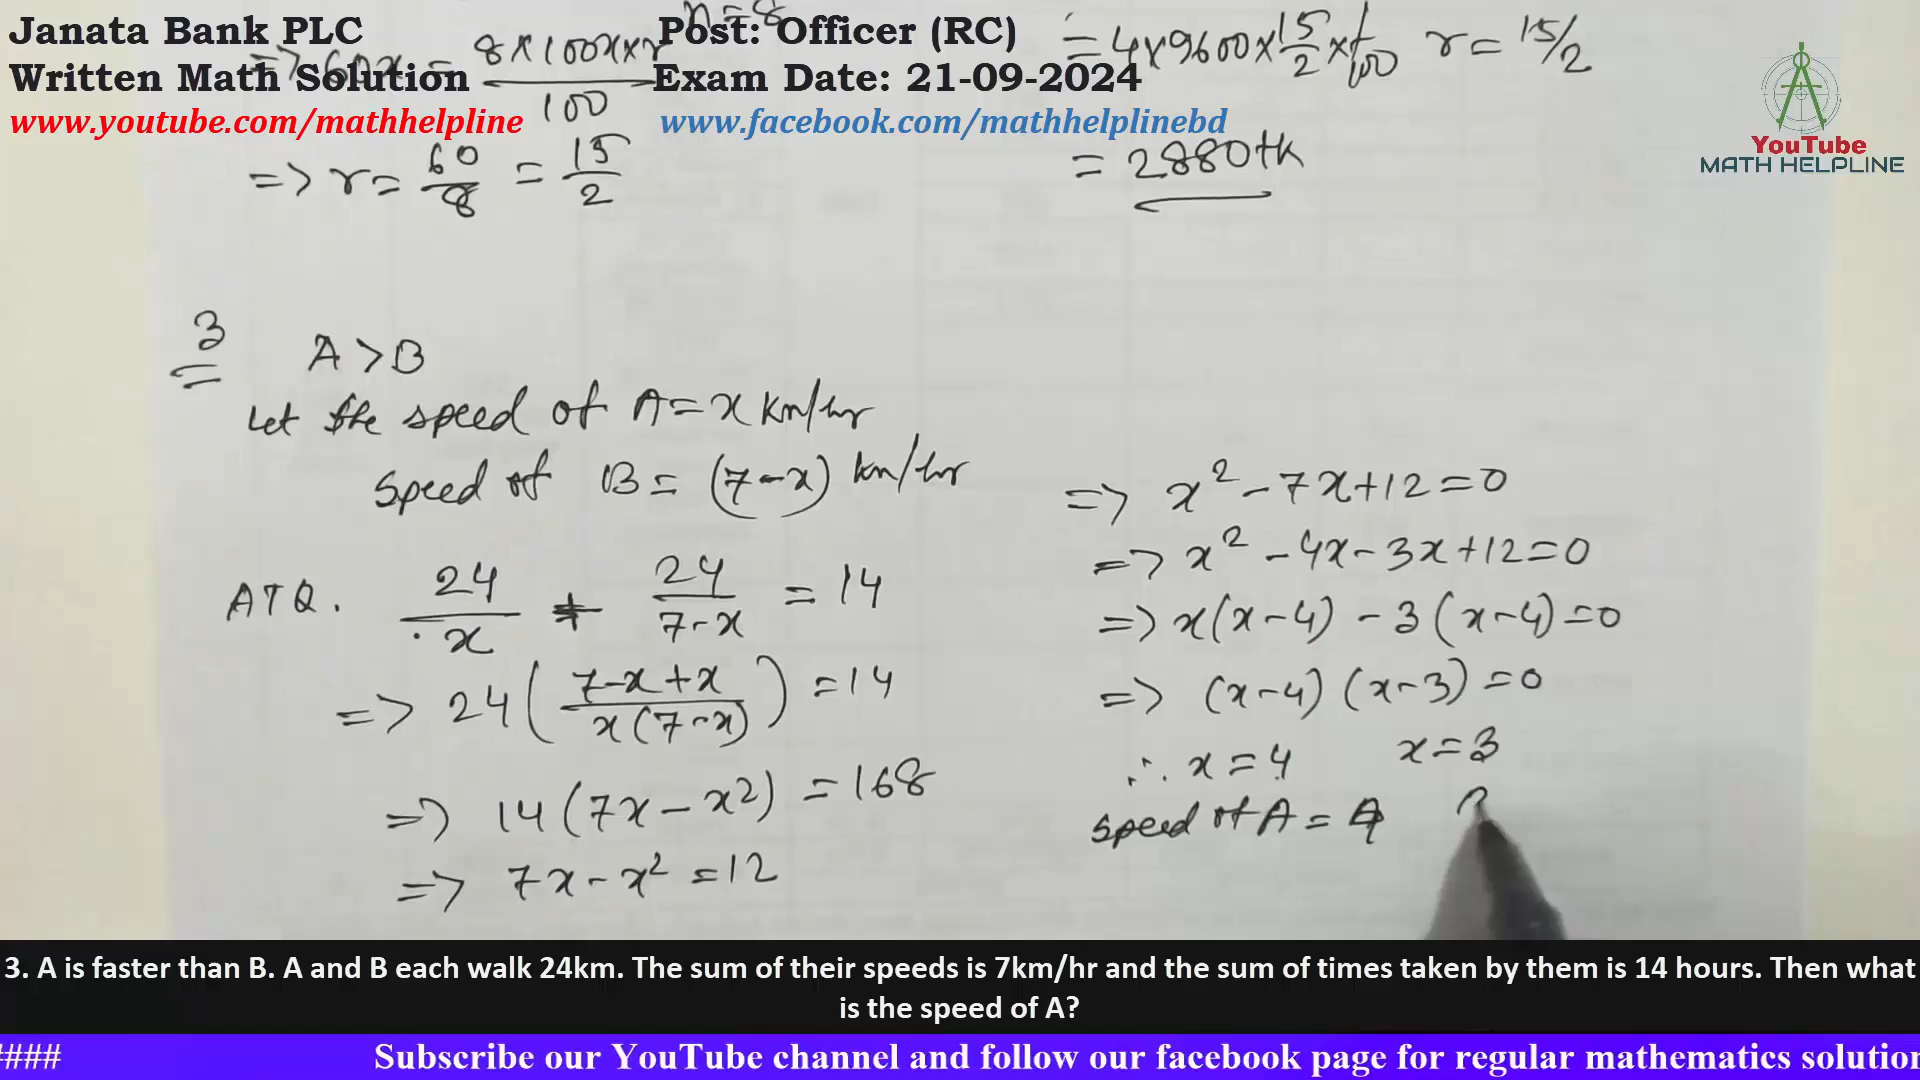 Janata Bank PLC
Post: Officer (RC)
Written Math Solution
Exam Date: 21-09-2024
www.youtube.com/mathhelpline
www.facebook.com/mathhelplinebd
YouTube
MATH HELPLINE
n = 8
=> 60x = 8×100x×r / 100
=> r = 60/8 = 15/2
= 4×9600×15/2×1/100 r = 15/2
= 2880tk
3
A > B
Let the speed of A = x km/hr
Speed of B = (7-x) km/hr
ATQ. 24/x + 24/7-x = 14
=> 24(7-x+x / x(7-x)) = 14
=> 14(7x - x²) = 168
=> 7x - x² = 12
=> x² - 7x + 12 = 0
=> x² - 4x - 3x + 12 = 0
=> x(x-4) - 3(x-4) = 0
=> (x-4)(x-3) = 0
∴ x = 4 x = 3
Speed of A = 4
3. A is faster than B. A and B each walk 24km. The sum of their speeds is 7km/hr and the sum of times taken by them is 14 hours. Then what
is the speed of A?
#### Subscribe our YouTube channel and follow our facebook page for regular mathematics solution